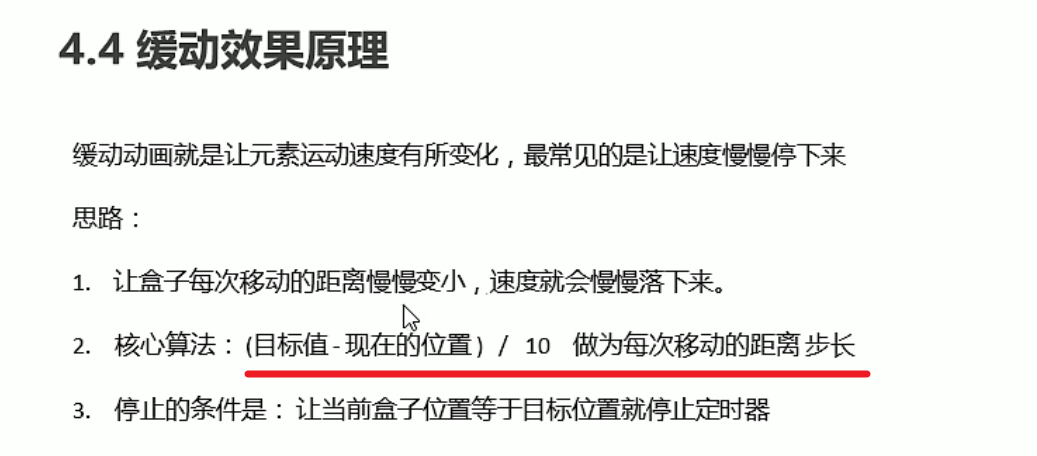 4.4 缓动效果原理
缓动动画就是让元素运动速度有所变化，最常见的是让速度慢慢停下来
思路：
1. 让盒子每次移动的距离慢慢变小，速度就会慢慢落下来。
2. 核心算法：(目标值 - 现在的位置) / 10 做为每次移动的距离 步长
3. 停止的条件是：让当前盒子位置等于目标位置就停止定时器